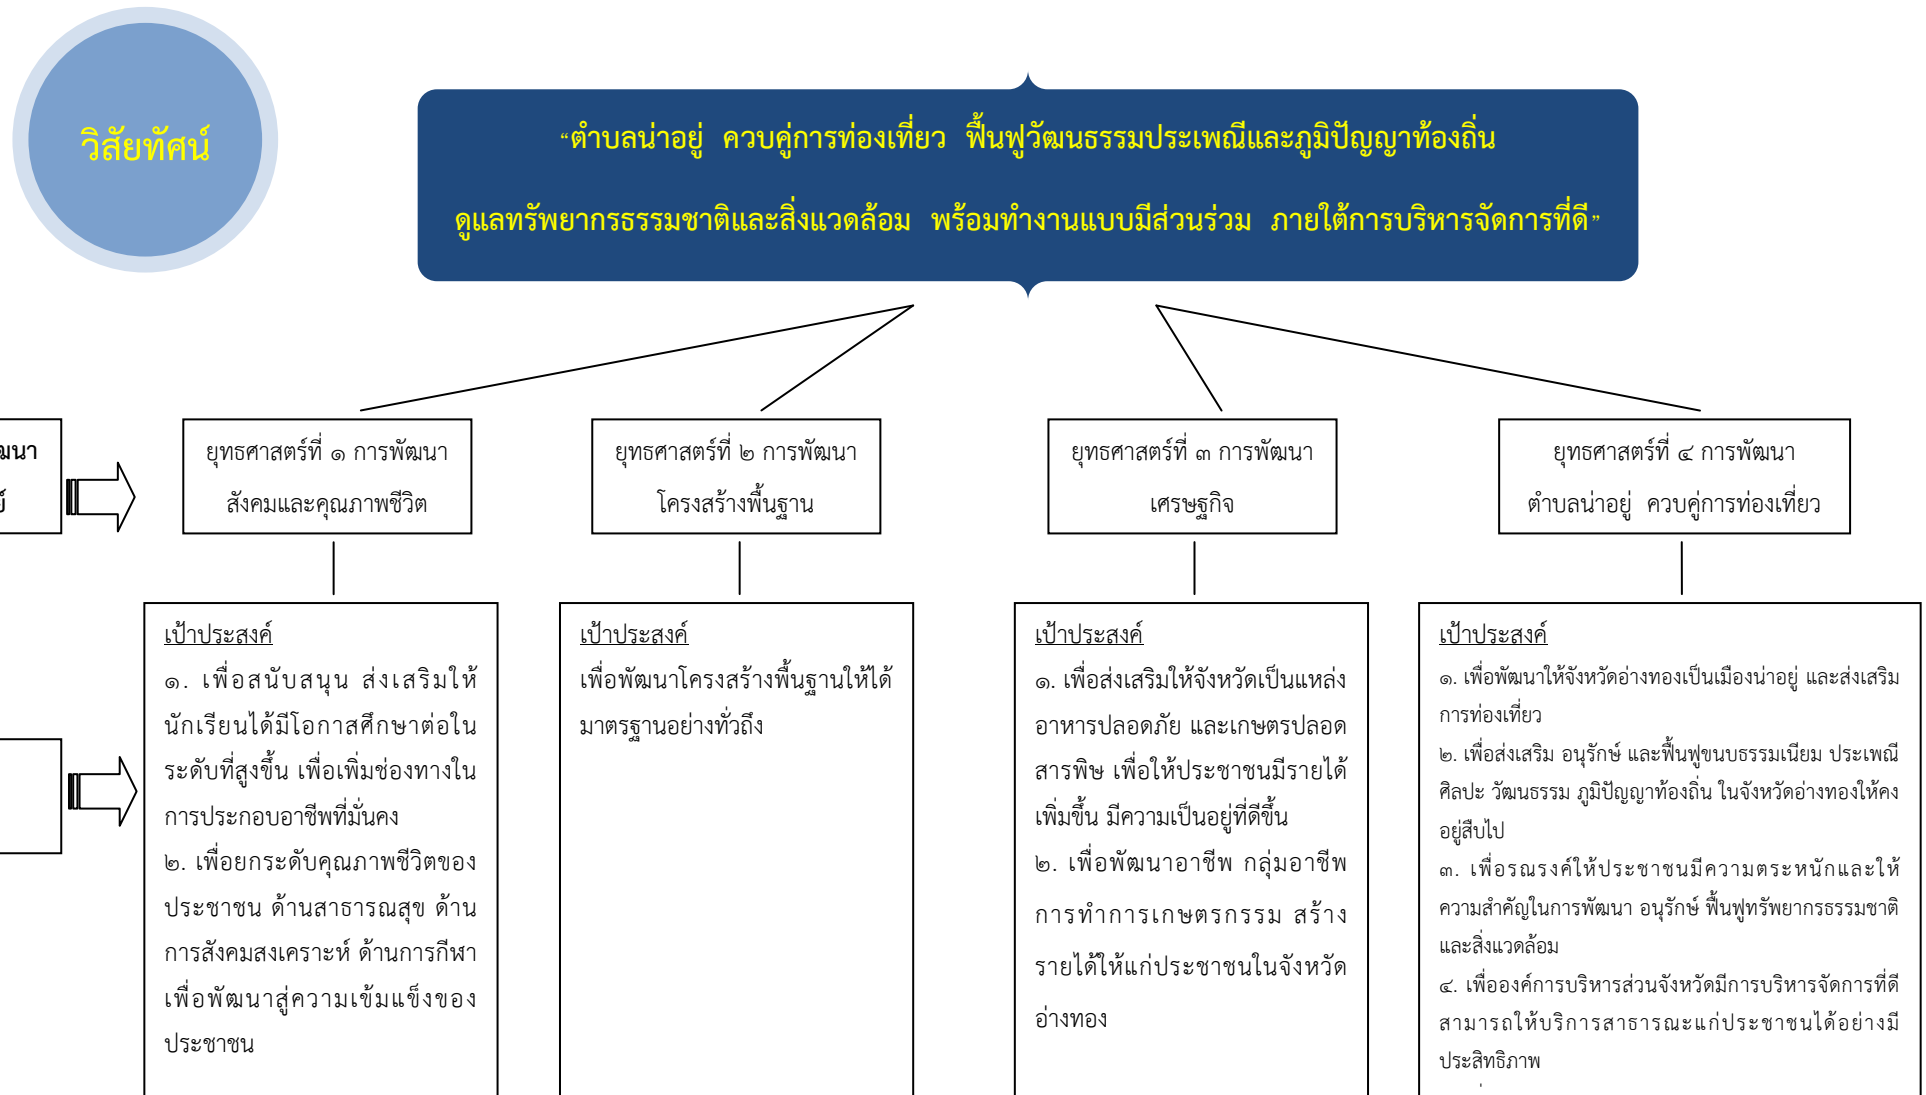 วิสัยทัศน์
“ตำบลน่าอยู่ ควบคู่การท่องเที่ยว ฟื้นฟูวัฒนธรรมประเพณีและภูมิปัญญาท้องถิ่น
ดูแลทรัพยากรธรรมชาติและสิ่งแวดล้อม พร้อมทำงานแบบมีส่วนร่วม ภายใต้การบริหารจัดการที่ดี”
ยุทธศาสตร์ที่ ๑ การพัฒนา
สังคมและคุณภาพชีวิต
ยุทธศาสตร์ที่ ๒ การพัฒนา
โครงสร้างพื้นฐาน
ยุทธศาสตร์ที่ ๓ การพัฒนา
เศรษฐกิจ
ยุทธศาสตร์ที่ ๔ การพัฒนา
ตำบลน่าอยู่ ควบคู่การท่องเที่ยว
เป้าประสงค์
๑. เพื่อสนับสนุน ส่งเสริมให้
นักเรียนได้มีโอกาสศึกษาต่อใน
ระดับที่สูงขึ้น เพื่อเพิ่มช่องทางใน
การประกอบอาชีพที่มั่นคง
๒. เพื่อยกระดับคุณภาพชีวิตของ
ประชาชน ด้านสาธารณสุข ด้าน
การสังคมสงเคราะห์ ด้านการกีฬา
เพื่อพัฒนาสู่ความเข้มแข็งของ
ประชาชน
เป้าประสงค์
เพื่อพัฒนาโครงสร้างพื้นฐานให้ได้
มาตรฐานอย่างทั่วถึง
เป้าประสงค์
๑. เพื่อส่งเสริมให้จังหวัดเป็นแหล่ง
อาหารปลอดภัย และเกษตรปลอด
สารพิษ เพื่อให้ประชาชนมีรายได้
เพิ่มขึ้น มีความเป็นอยู่ที่ดีขึ้น
๒. เพื่อพัฒนาอาชีพ กลุ่มอาชีพ
การทำการเกษตรกรรม สร้าง
รายได้ให้แก่ประชาชนในจังหวัด
อ่างทอง
เป้าประสงค์
๑. เพื่อพัฒนาให้จังหวัดอ่างทองเป็นเมืองน่าอยู่ และส่งเสริม
การท่องเที่ยว
๒. เพื่อส่งเสริม อนุรักษ์ และฟื้นฟูขนบธรรมเนียม ประเพณี
ศิลปะ วัฒนธรรม ภูมิปัญญาท้องถิ่น ในจังหวัดอ่างทองให้คง
อยู่สืบไป
๓. เพื่อรณรงค์ให้ประชาชนมีความตระหนักและให้
ความสำคัญในการพัฒนา อนุรักษ์ ฟื้นฟูทรัพยากรธรรมชาติ
และสิ่งแวดล้อม
๔. เพื่อองค์การบริหารส่วนจังหวัดมีการบริหารจัดการที่ดี
สามารถให้บริการสาธารณะแก่ประชาชนได้อย่างมี
ประสิทธิภาพ